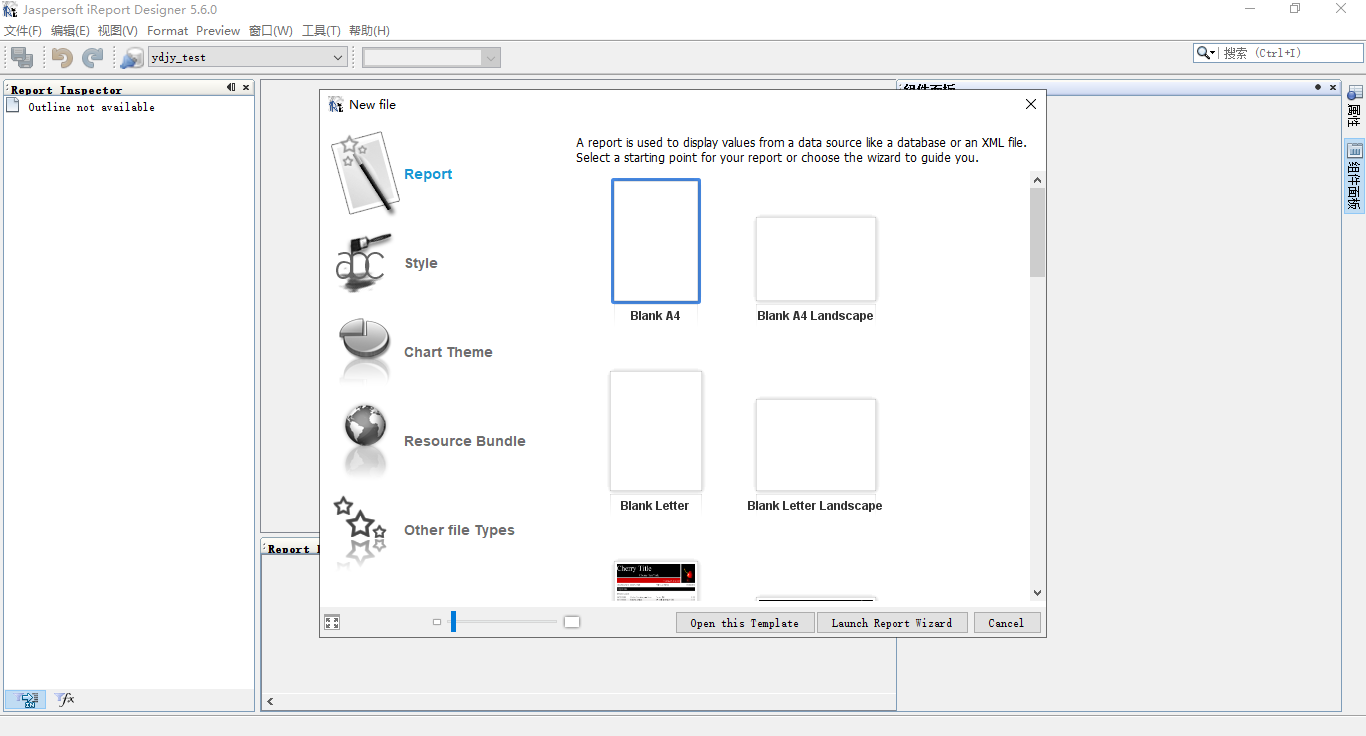 Jaspersoft iReport Designer 5.6.0
文件(F) 编辑(E) 视图(V) Format Preview 窗口(W) 工具(T) 帮助(H)
ydjy_test
搜索 (Ctrl+I)
Report Inspector
Outline not available
组件面板
属性
组件面板
New file
A report is used to display values from a data source like a database or an XML file.
Select a starting point for your report or choose the wizard to guide you.
Report
Style
abc
Chart Theme
Resource Bundle
Other file Types
Blank A4
Blank A4 Landscape
Blank Letter
Blank Letter Landscape
Cherry Title
Open this Template
Launch Report Wizard
Cancel
Report
fx